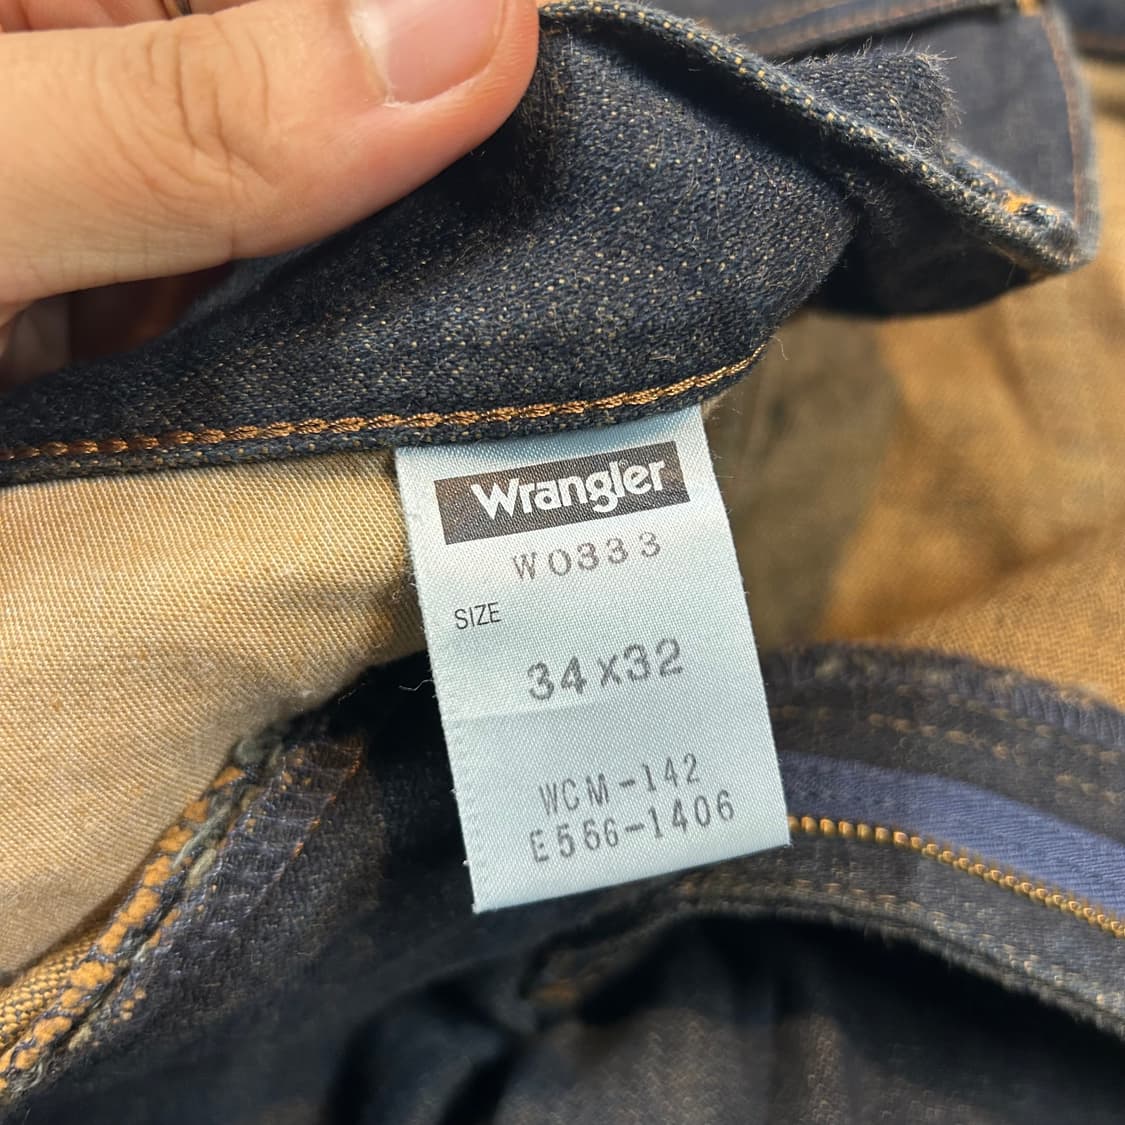 Wrangler
W0333
SIZE
34x32
WCM-142
E566-1406